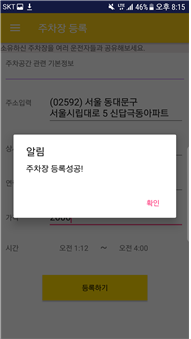 SKT 46% 오후 8:15
주차장 등록
소유하신 주차장을 여러 운전자들과 공유해보세요.
주차공간 관련 기본정보
주소입력 (02592) 서울 동대문구
서울시립대로 5 신답극동아파트
알림
주차장 등록성공!
확인
2000
시간 오전 1:12 ~ 오전 4:00
등록하기